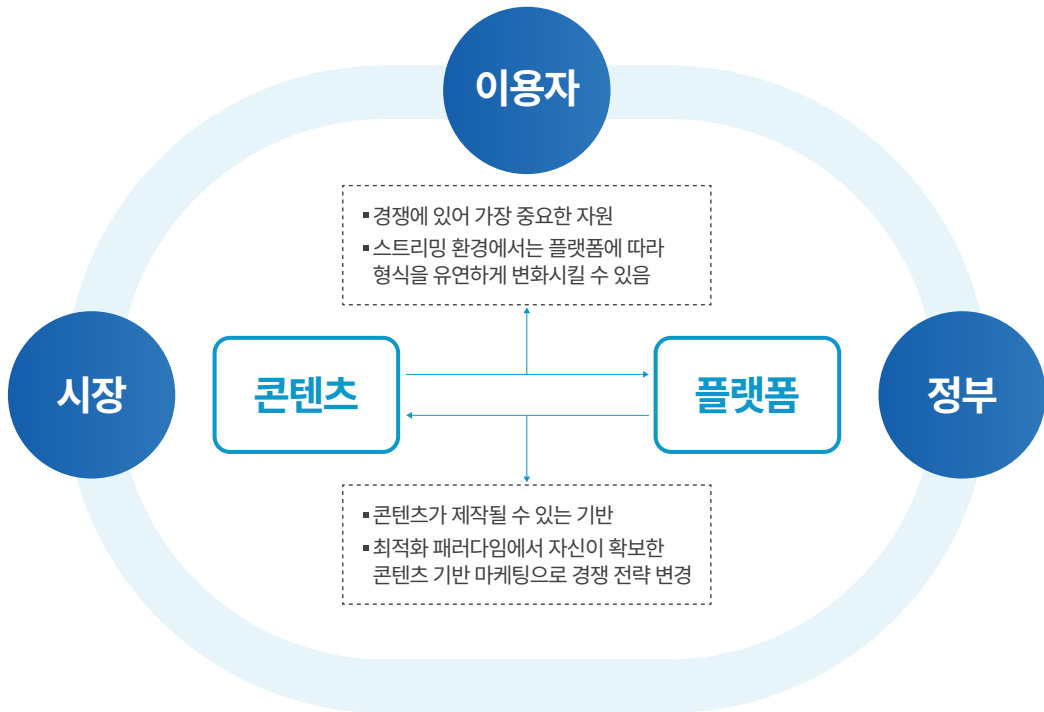 이용자
▪경쟁에 있어 가장 중요한 자원
▪스트리밍 환경에서는 플랫폼에 따라
형식을 유연하게 변화시킬 수 있음
시장
콘텐츠
플랫폼
정부
▪콘텐츠가 제작될 수 있는 기반
▪최적화 패러다임에서 자신이 확보한
콘텐츠 기반 마케팅으로 경쟁 전략 변경